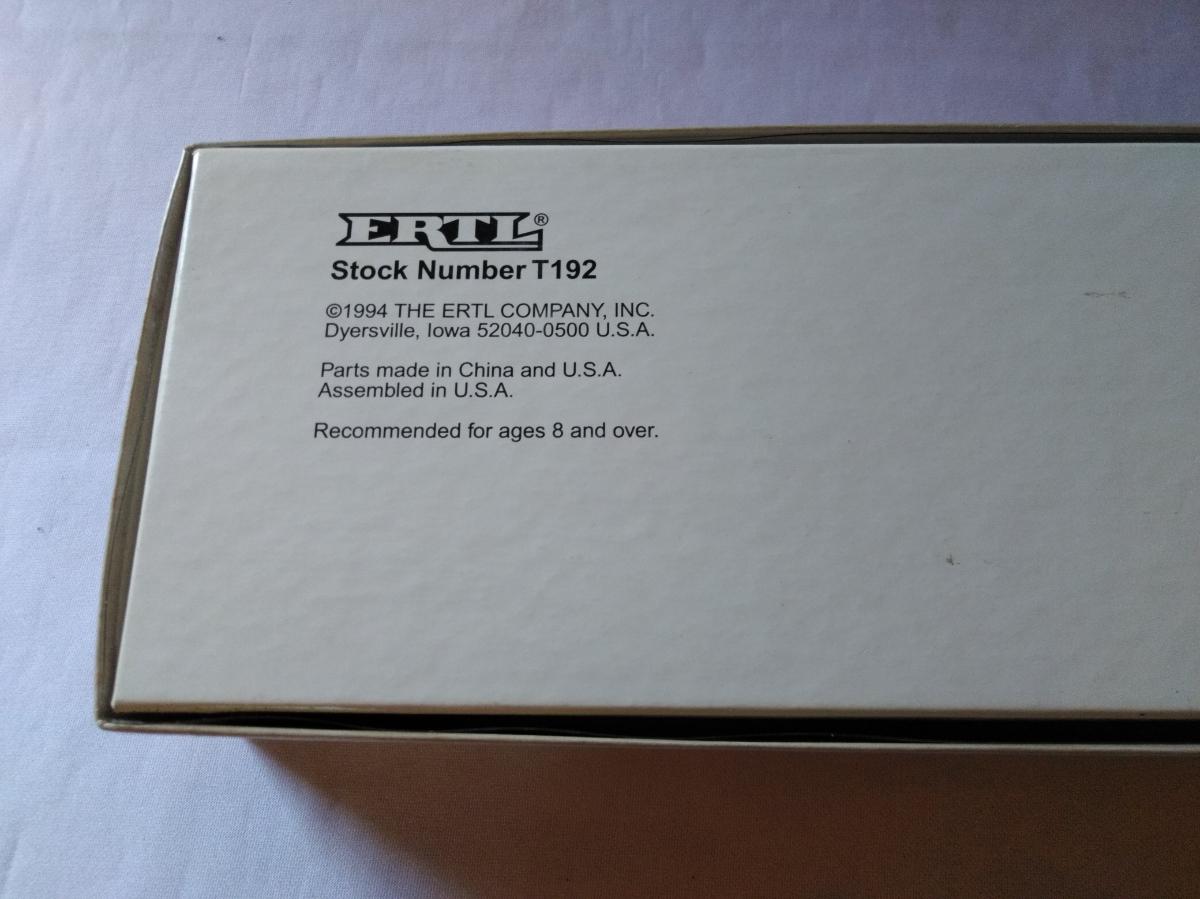 ERTL®
Stock Number T192
©1994 THE ERTL COMPANY, INC.
Dyersville, Iowa 52040-0500 U.S.A.
Parts made in China and U.S.A.
Assembled in U.S.A.
Recommended for ages 8 and over.